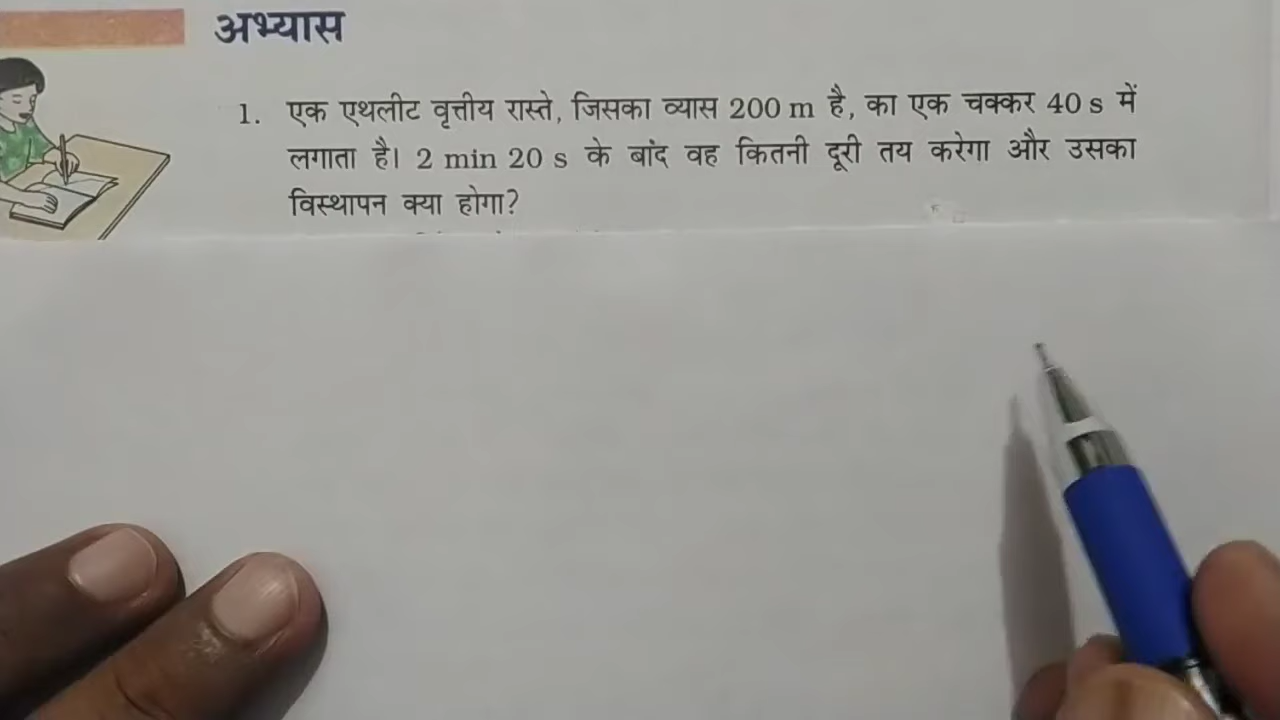 अभ्यास
1. एक एथलीट वृत्तीय रास्ते, जिसका व्यास 200 m है, का एक चक्कर 40 s में
लगाता है। 2 min 20 s के बांद वह कितनी दूरी तय करेगा और उसका
विस्थापन क्या होगा?